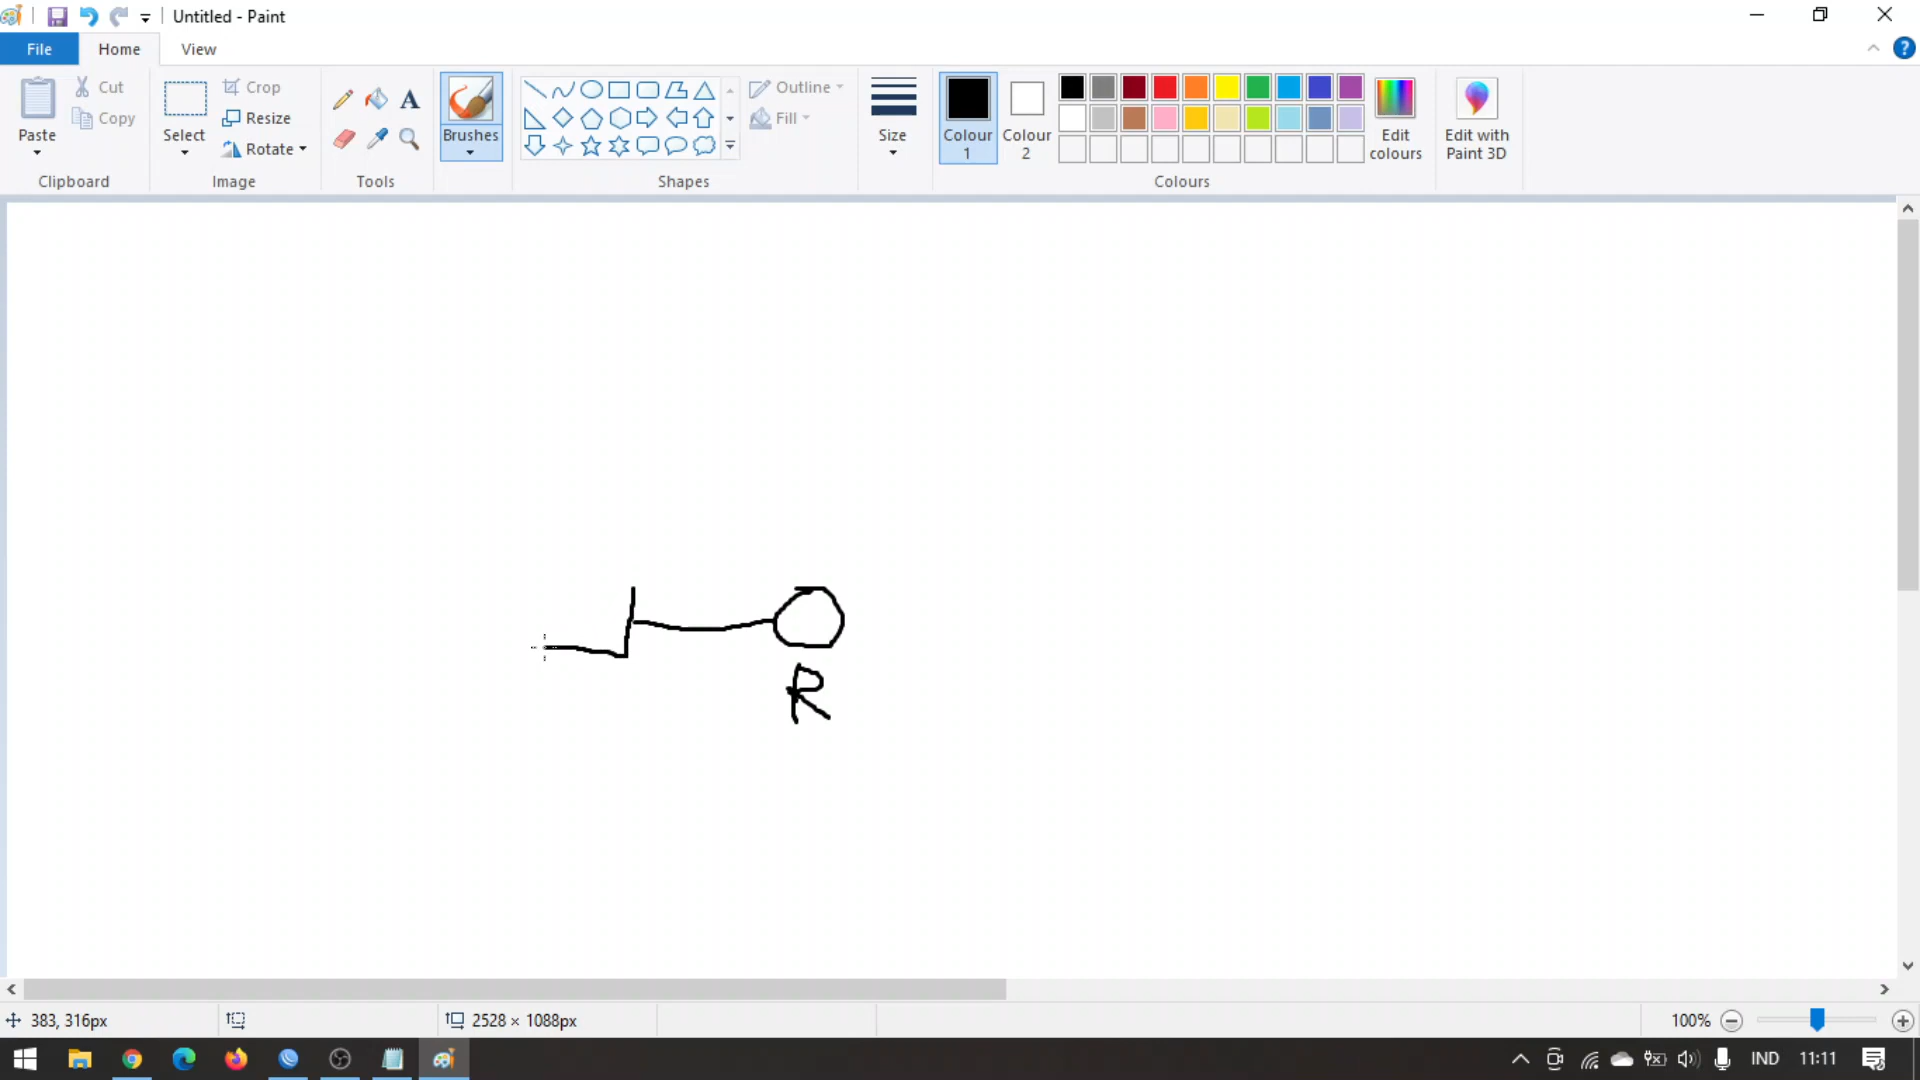 Untitled - Paint
File Home View
Paste
Cut
Copy
Clipboard
Select
Crop
Resize
Rotate
Image
Tools
Brushes
Outline
Fill
Shapes
Size
Colour 1
Colour 2
Edit colours
Colours
Edit with Paint 3D
R
383, 316px
2528 × 1088px
100%
IND 11:11